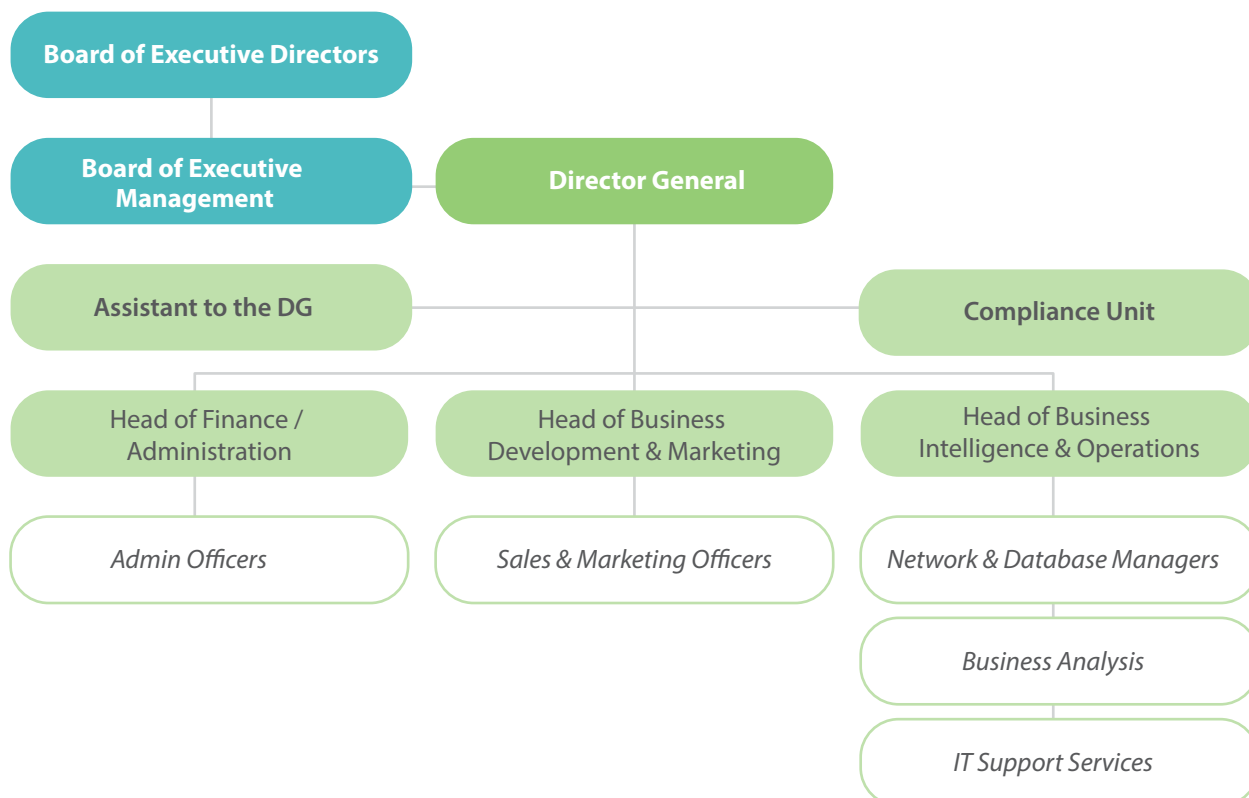 Board of Executive Directors
Board of Executive
Management
Director General
Assistant to the DG
Compliance Unit
Head of Finance /
Administration
Head of Business
Development & Marketing
Head of Business
Intelligence & Operations
Admin Officers
Sales & Marketing Officers
Network & Database Managers
Business Analysis
IT Support Services